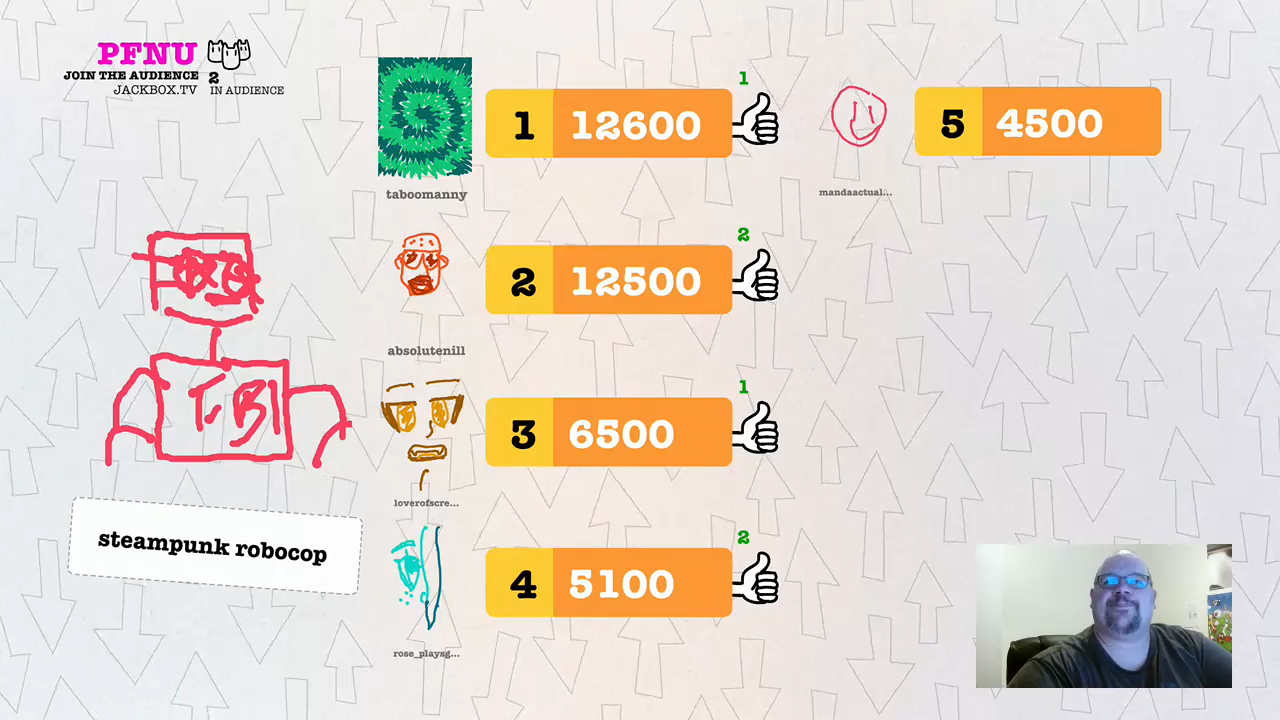 PFNU
JOIN THE AUDIENCE
JACKBOX.TV
2
IN AUDIENCE
1 12600
1
taboomanny
5 4500
mandaactual...
2 12500
2
absolutenill
3 6500
1
loverofscre...
4 5100
2
rose_playsg...
steampunk robocop